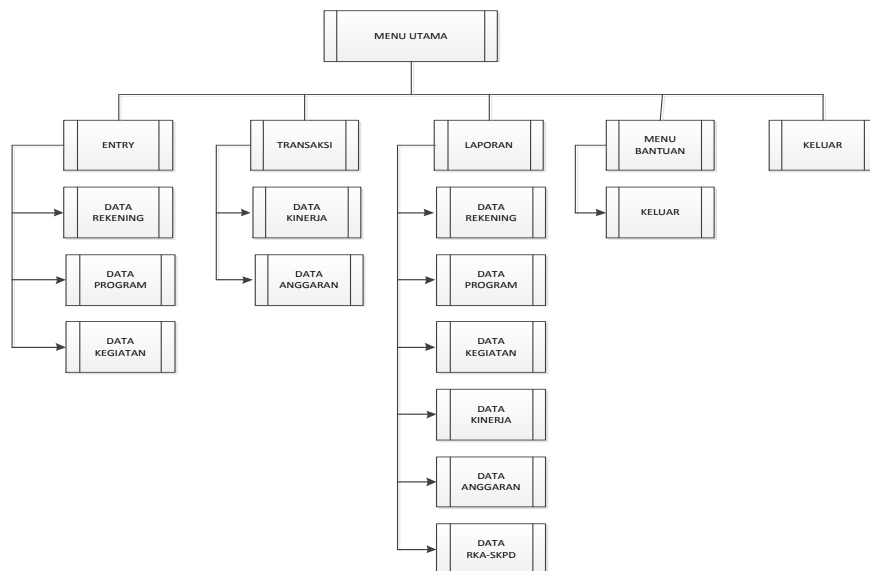 MENU UTAMA
ENTRY
TRANSAKSI
LAPORAN
MENU
BANTUAN
KELUAR
DATA
REKENING
DATA
KINERJA
DATA
REKENING
KELUAR
DATA
PROGRAM
DATA
ANGGARAN
DATA
PROGRAM
DATA
KEGIATAN
DATA
KEGIATAN
DATA
KINERJA
DATA
ANGGARAN
DATA
RKA-SKPD